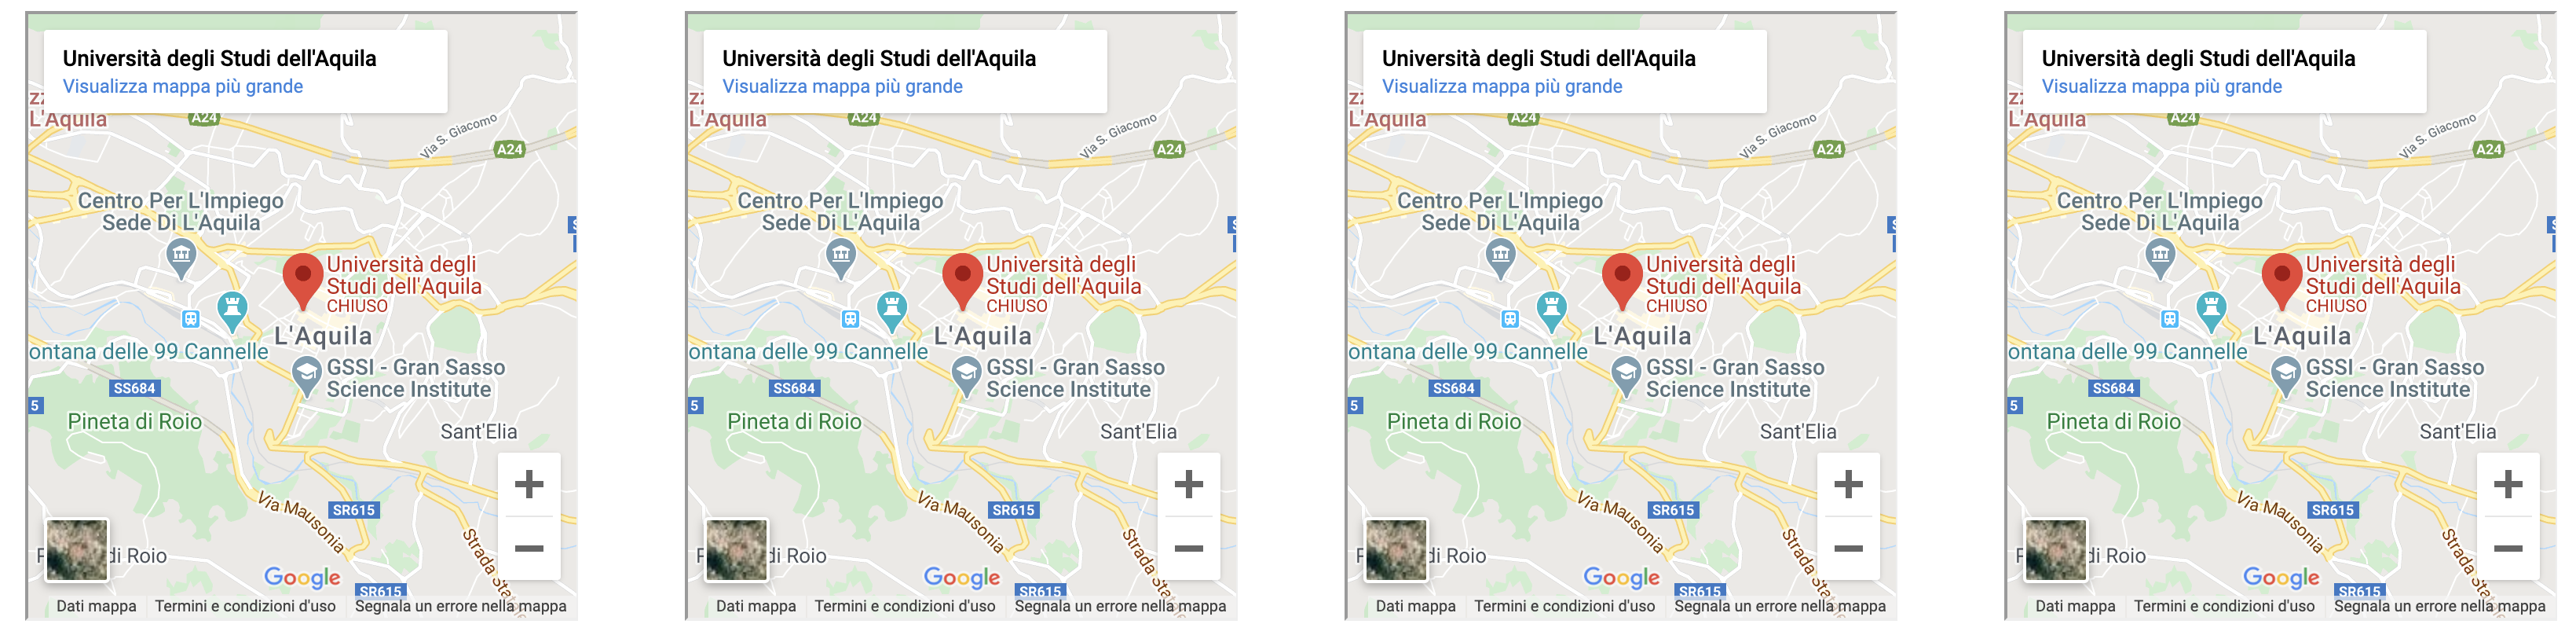 Università degli Studi dell'Aquila
Visualizza mappa più grande
L'Aquila
A24
Via S. Giacomo
A24
Centro Per L'Impiego
Sede Di L'Aquila
Università degli
Studi dell'Aquila
CHIUSO
L'Aquila
ontana delle 99 Cannelle
GSSI - Gran Sasso
Science Institute
SS684
5
Pineta di Roio
Sant'Elia
Via Mausonia
SR615
Strada Sta
di Roio
Google
SR615
Dati mappa
Termini e condizioni d'uso
Segnala un errore nella mappa
Università degli Studi dell'Aquila
Visualizza mappa più grande
L'Aquila
A24
Via S. Giacomo
A24
Centro Per L'Impiego
Sede Di L'Aquila
Università degli
Studi dell'Aquila
CHIUSO
L'Aquila
ontana delle 99 Cannelle
GSSI - Gran Sasso
Science Institute
SS684
5
Pineta di Roio
Sant'Elia
Via Mausonia
SR615
Strada Sta
di Roio
Google
SR615
Dati mappa
Termini e condizioni d'uso
Segnala un errore nella mappa
Università degli Studi dell'Aquila
Visualizza mappa più grande
L'Aquila
A24
Via S. Giacomo
A24
Centro Per L'Impiego
Sede Di L'Aquila
Università degli
Studi dell'Aquila
CHIUSO
L'Aquila
ontana delle 99 Cannelle
GSSI - Gran Sasso
Science Institute
SS684
5
Pineta di Roio
Sant'Elia
Via Mausonia
SR615
Strada Sta
di Roio
Google
SR615
Dati mappa
Termini e condizioni d'uso
Segnala un errore nella mappa
Università degli Studi dell'Aquila
Visualizza mappa più grande
L'Aquila
A24
Via S. Giacomo
A24
Centro Per L'Impiego
Sede Di L'Aquila
Università degli
Studi dell'Aquila
CHIUSO
L'Aquila
ontana delle 99 Cannelle
GSSI - Gran Sasso
Science Institute
SS684
5
Pineta di Roio
Sant'Elia
Via Mausonia
SR615
Strada Sta
di Roio
Google
SR615
Dati mappa
Termini e condizioni d'uso
Segnala un errore nella mappa